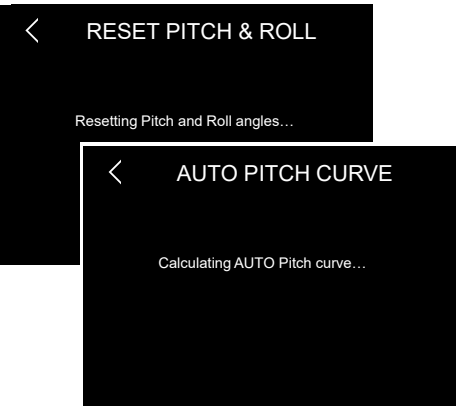 RESET PITCH & ROLL
Resetting Pitch and Roll angles…
AUTO PITCH CURVE
Calculating AUTO Pitch curve…